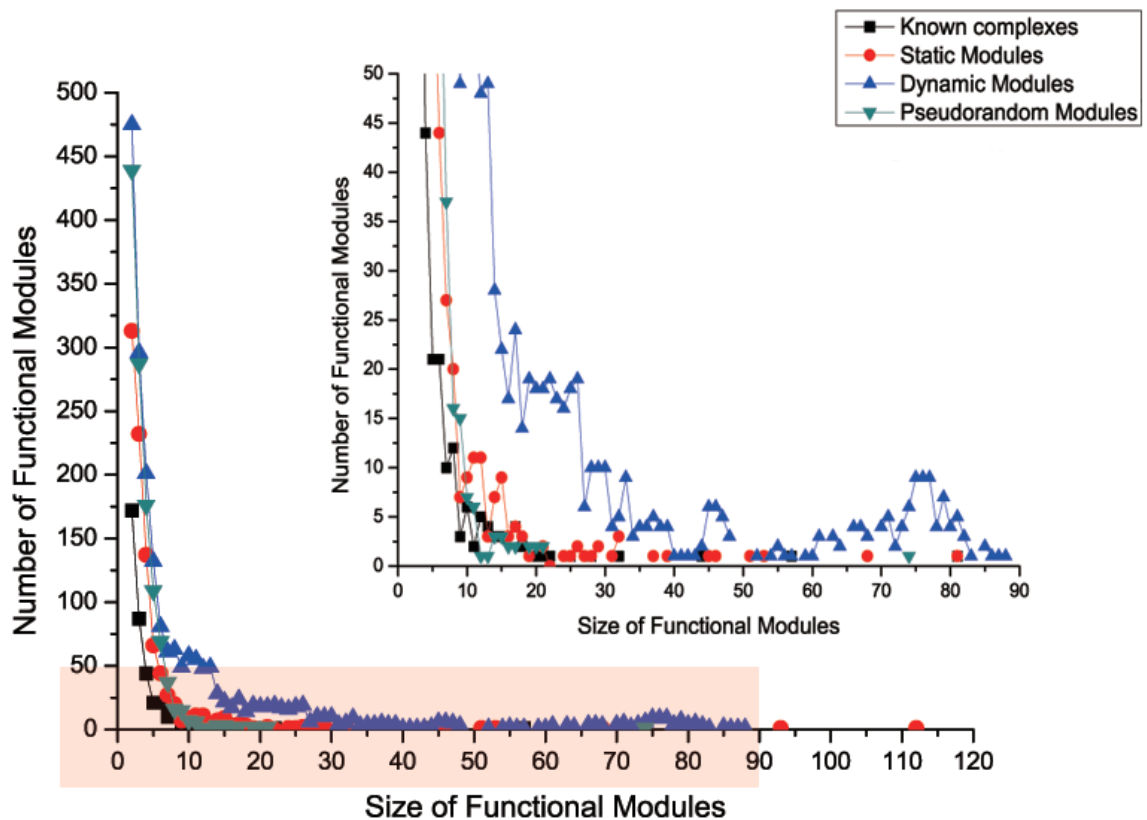 Known complexes
Static Modules
Dynamic Modules
Pseudorandom Modules
50
45
40
35
30
25
20
15
10
5
0
Number of Functional Modules
0 10 20 30 40 50 60 70 80 90
Size of Functional Modules
500
450
400
350
300
250
200
150
100
50
0
Number of Functional Modules
0 10 20 30 40 50 60 70 80 90 100 110 120
Size of Functional Modules